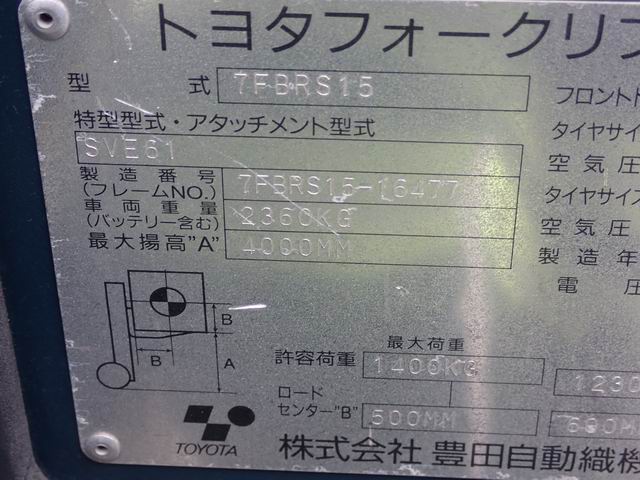 トヨタフォークリフ
型 式 7FBRS15
フロント
特型型式・アタッチメント型式
タイヤサイ
SVE61
空気圧
製造番号
(フレームNO.) 7FBRS15-16477
タイヤサイズ
車両重量
(バッテリー含む) 2360KG
空気圧
最大揚高"A" 4000MM
製造年
電圧
B
B
A
最大荷重
許容荷重 1400KG
ロード
センター"B" 500MM 600M
TOYOTA
株式会社 豊田自動織機